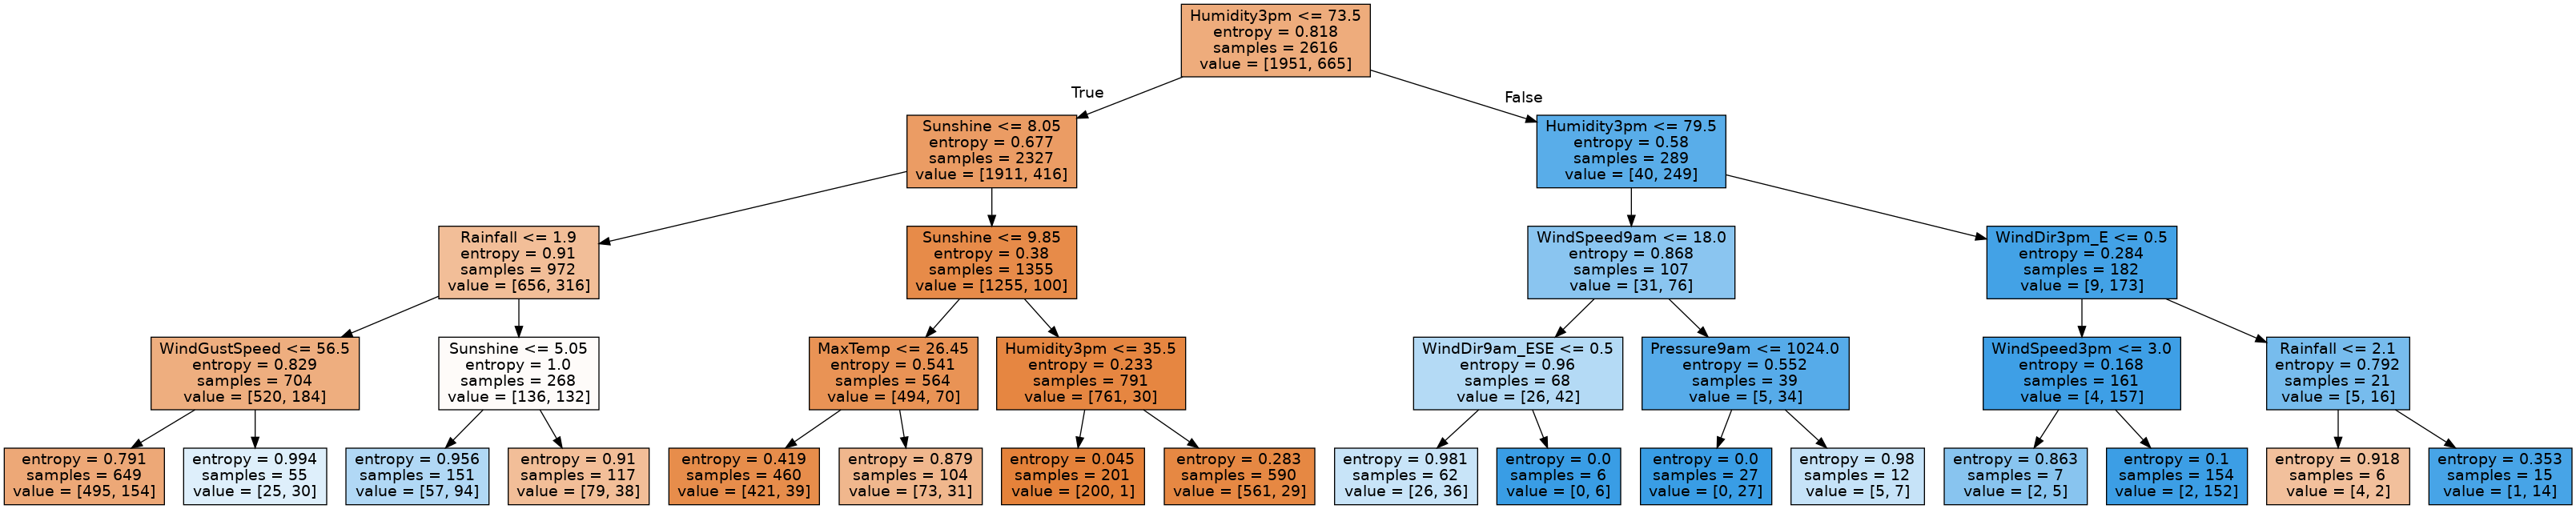 Humidity3pm <= 73.5
entropy = 0.818
samples = 2616
value = [1951, 665]
True
False
Sunshine <= 8.05
entropy = 0.677
samples = 2327
value = [1911, 416]
Humidity3pm <= 79.5
entropy = 0.58
samples = 289
value = [40, 249]
Rainfall <= 1.9
entropy = 0.91
samples = 972
value = [656, 316]
Sunshine <= 9.85
entropy = 0.38
samples = 1355
value = [1255, 100]
WindSpeed9am <= 18.0
entropy = 0.868
samples = 107
value = [31, 76]
WindDir3pm_E <= 0.5
entropy = 0.284
samples = 182
value = [9, 173]
WindGustSpeed <= 56.5
entropy = 0.829
samples = 704
value = [520, 184]
Sunshine <= 5.05
entropy = 1.0
samples = 268
value = [136, 132]
MaxTemp <= 26.45
entropy = 0.541
samples = 564
value = [494, 70]
Humidity3pm <= 35.5
entropy = 0.233
samples = 791
value = [761, 30]
WindDir9am_ESE <= 0.5
entropy = 0.96
samples = 68
value = [26, 42]
Pressure9am <= 1024.0
entropy = 0.552
samples = 39
value = [5, 34]
WindSpeed3pm <= 3.0
entropy = 0.168
samples = 161
value = [4, 157]
Rainfall <= 2.1
entropy = 0.792
samples = 21
value = [5, 16]
entropy = 0.791
samples = 649
value = [495, 154]
entropy = 0.994
samples = 55
value = [25, 30]
entropy = 0.956
samples = 151
value = [57, 94]
entropy = 0.91
samples = 117
value = [79, 38]
entropy = 0.419
samples = 460
value = [421, 39]
entropy = 0.879
samples = 104
value = [73, 31]
entropy = 0.045
samples = 201
value = [200, 1]
entropy = 0.283
samples = 590
value = [561, 29]
entropy = 0.981
samples = 62
value = [26, 36]
entropy = 0.0
samples = 6
value = [0, 6]
entropy = 0.0
samples = 27
value = [0, 27]
entropy = 0.98
samples = 12
value = [5, 7]
entropy = 0.863
samples = 7
value = [2, 5]
entropy = 0.1
samples = 154
value = [2, 152]
entropy = 0.918
samples = 6
value = [4, 2]
entropy = 0.353
samples = 15
value = [1, 14]